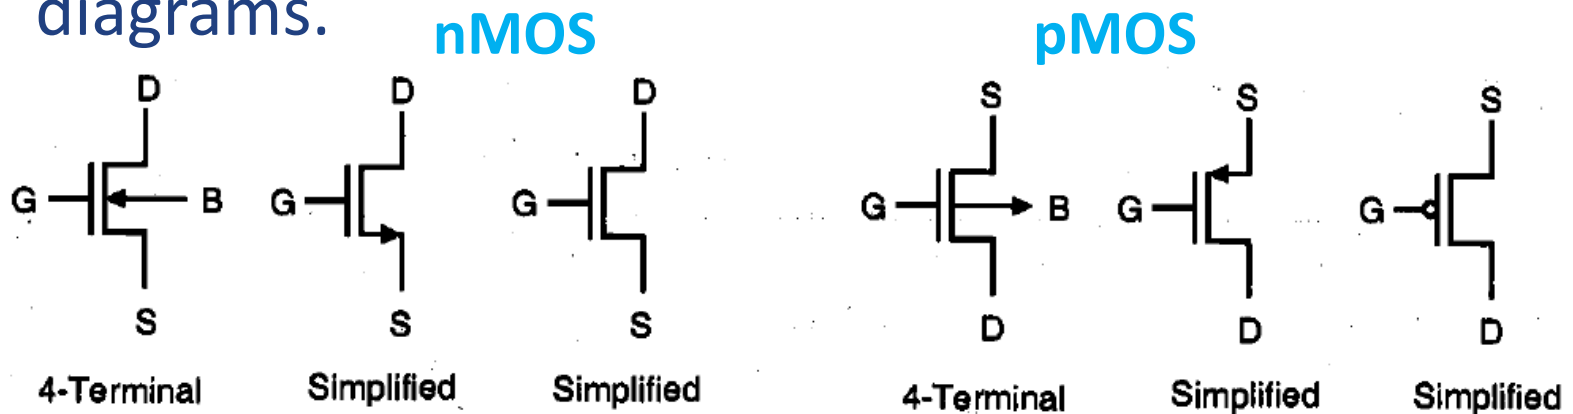 diagrams.
nMOS pMOS
D D D S S S
G B G G G B G G
S S S D D D
4-Terminal Simplified Simplified 4-Terminal Simplified Simplified